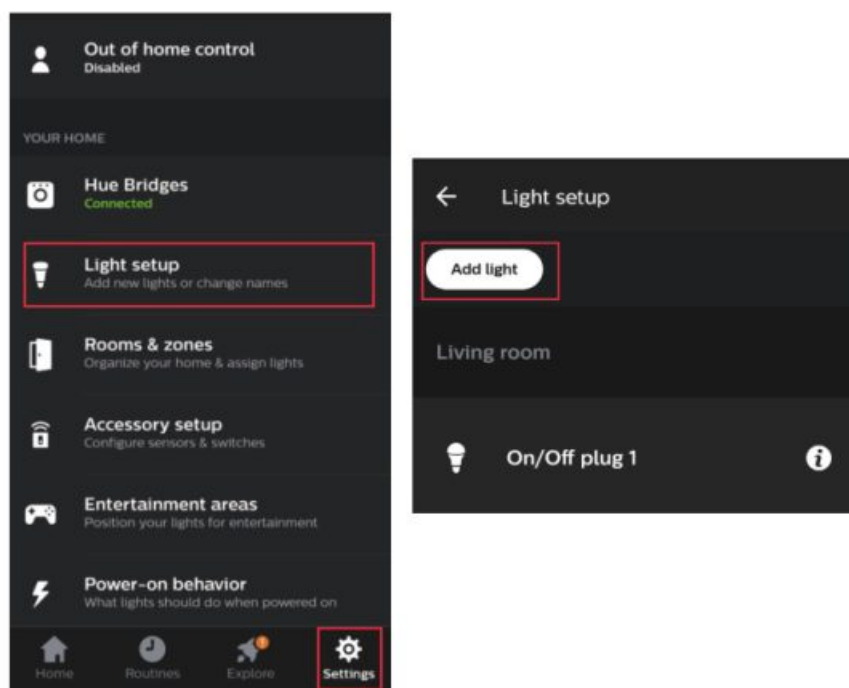 Out of home control
Disabled
YOUR HOME
Hue Bridges
Connected
Light setup
Add new lights or change names
Rooms & zones
Organize your home & assign lights
Accessory setup
Configure sensors & switches
Entertainment areas
Position your lights for entertainment
Power-on behavior
What lights should do when powered on
Home
Routines
1
Explore
Settings
Light setup
Add light
Living room
On/Off plug 1